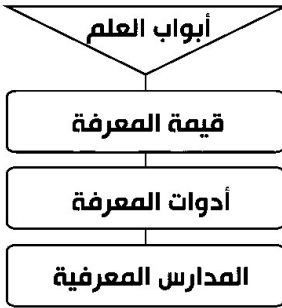 أبواب العلم
قيمة المعرفة
أدوات المعرفة
المدارس المعرفية